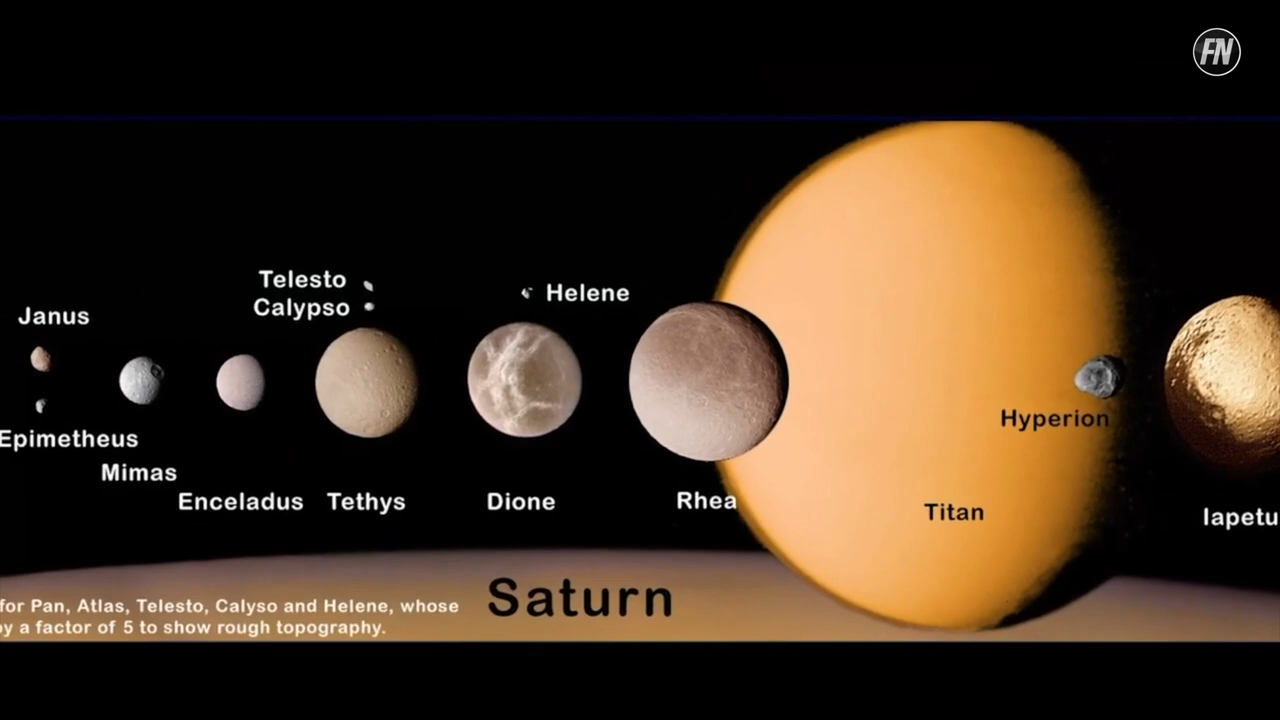 FN
Telesto
Calypso
Helene
Janus
Epimetheus
Mimas
Enceladus
Tethys
Dione
Rhea
Hyperion
Titan
Iapetu
Saturn
for Pan, Atlas, Telesto, Calyso and Helene, whose
by a factor of 5 to show rough topography.